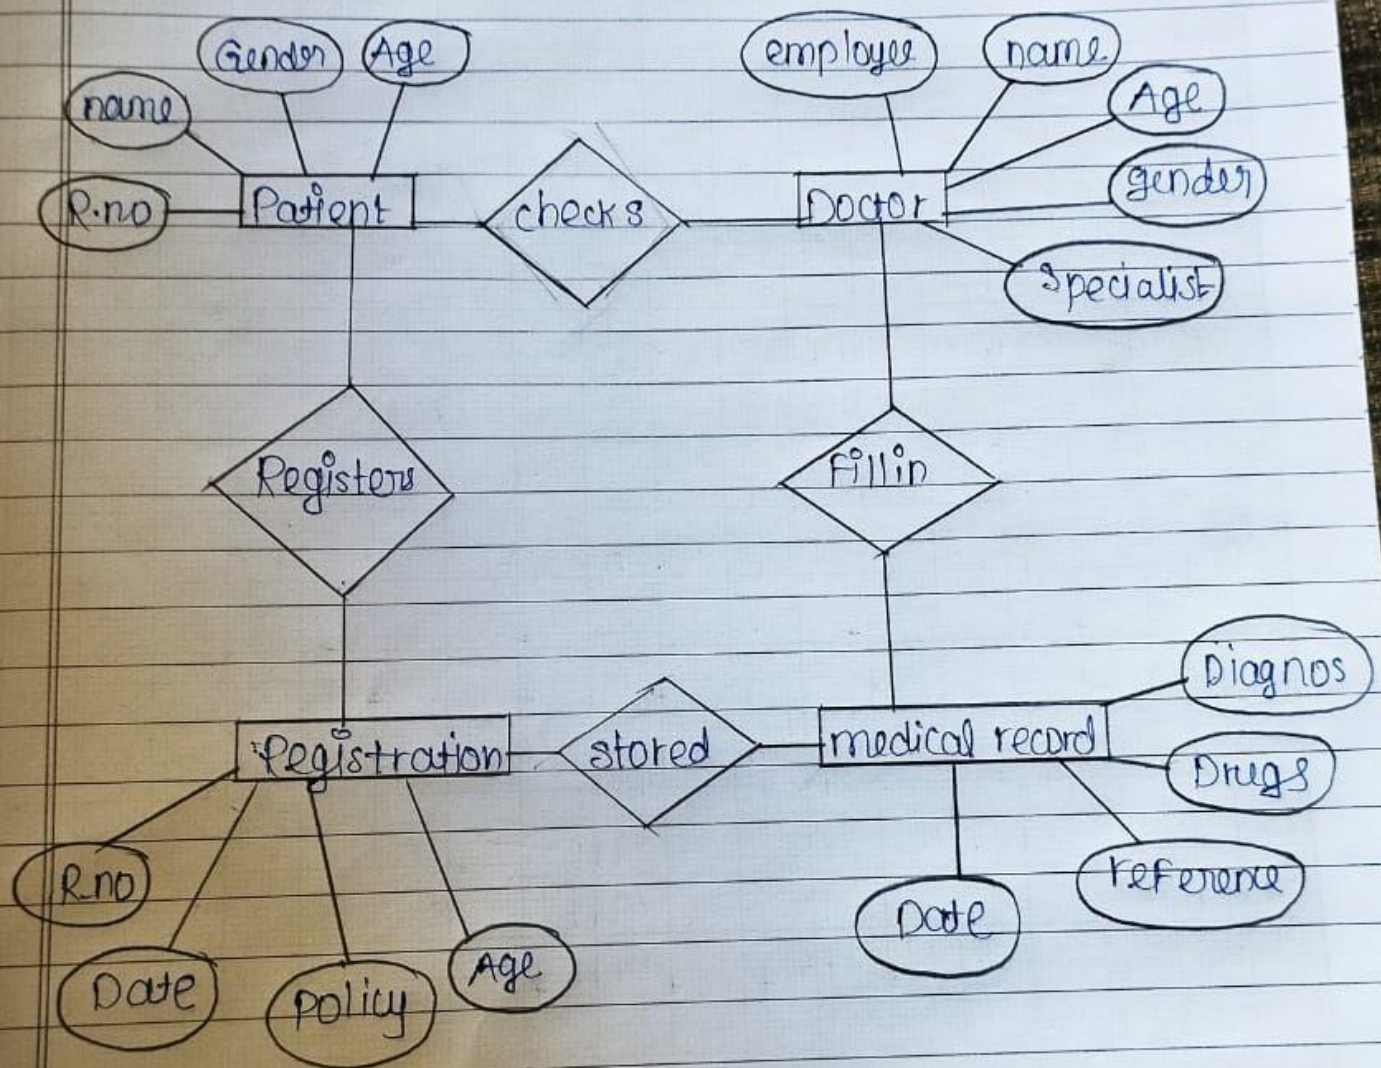 Gender
Age
employee
name
name
Age
R.no
Patient
checks
Doctor
gender
Specialist
Registers
Fillin
Diagnos
Registration
stored
medical record
Drugs
R.no
reference
Date
Age
Date
policy